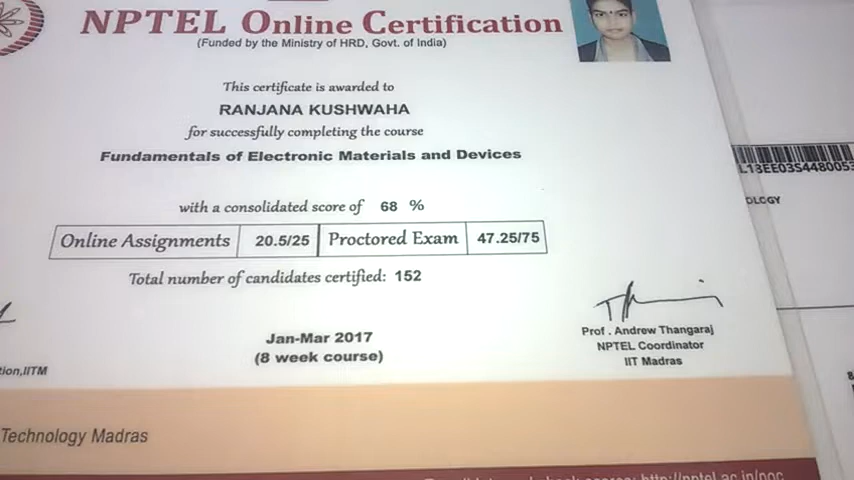 NPTEL Online Certification
(Funded by the Ministry of HRD, Govt. of India)
This certificate is awarded to
RANJANA KUSHWAHA
for successfully completing the course
Fundamentals of Electronic Materials and Devices
with a consolidated score of 68 %
Online Assignments 20.5/25 Proctored Exam 47.25/75
Total number of candidates certified: 152
Jan-Mar 2017
(8 week course)
Prof . Andrew Thangaraj
NPTEL Coordinator
IIT Madras
tion,IITM
Technology Madras
OLOGY